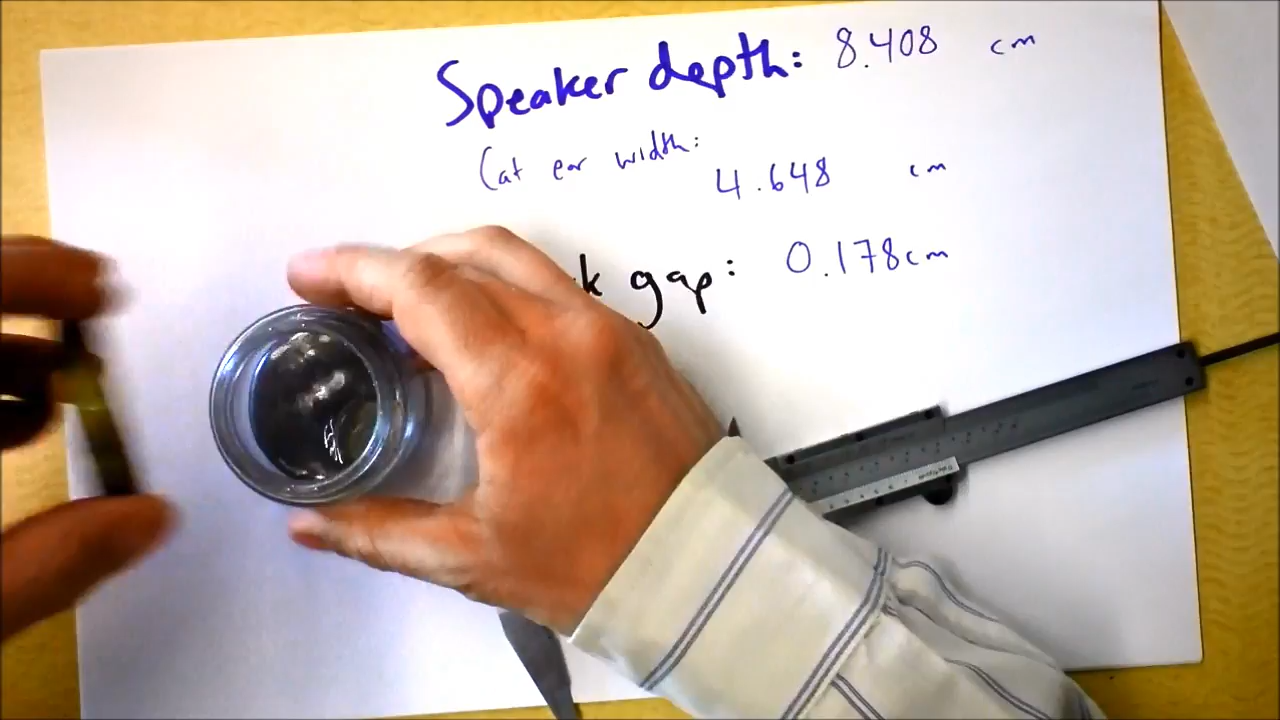 Speaker depth: 8.408 cm
Cat ear width:
4.648 cm
gap: 0.178cm